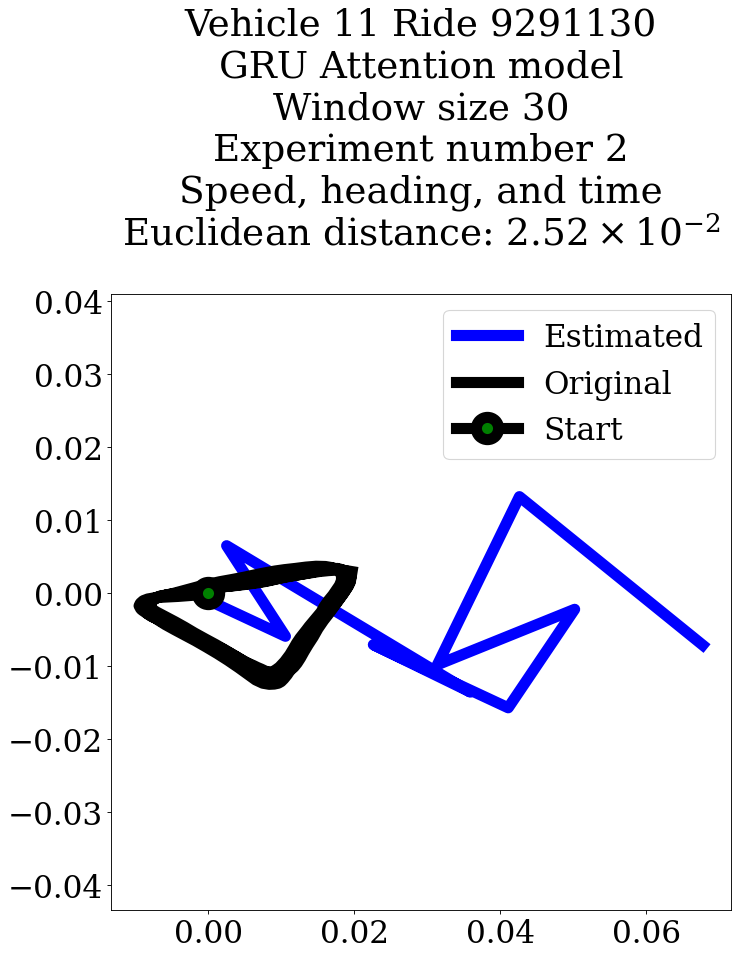 Vehicle 11 Ride 9291130
GRU Attention model
Window size 30
Experiment number 2
Speed, heading, and time
Euclidean distance: 2.52 × 10⁻²
0.04
0.03
0.02
0.01
0.00
−0.01
−0.02
−0.03
−0.04
Estimated
Original
Start
0.00 0.02 0.04 0.06